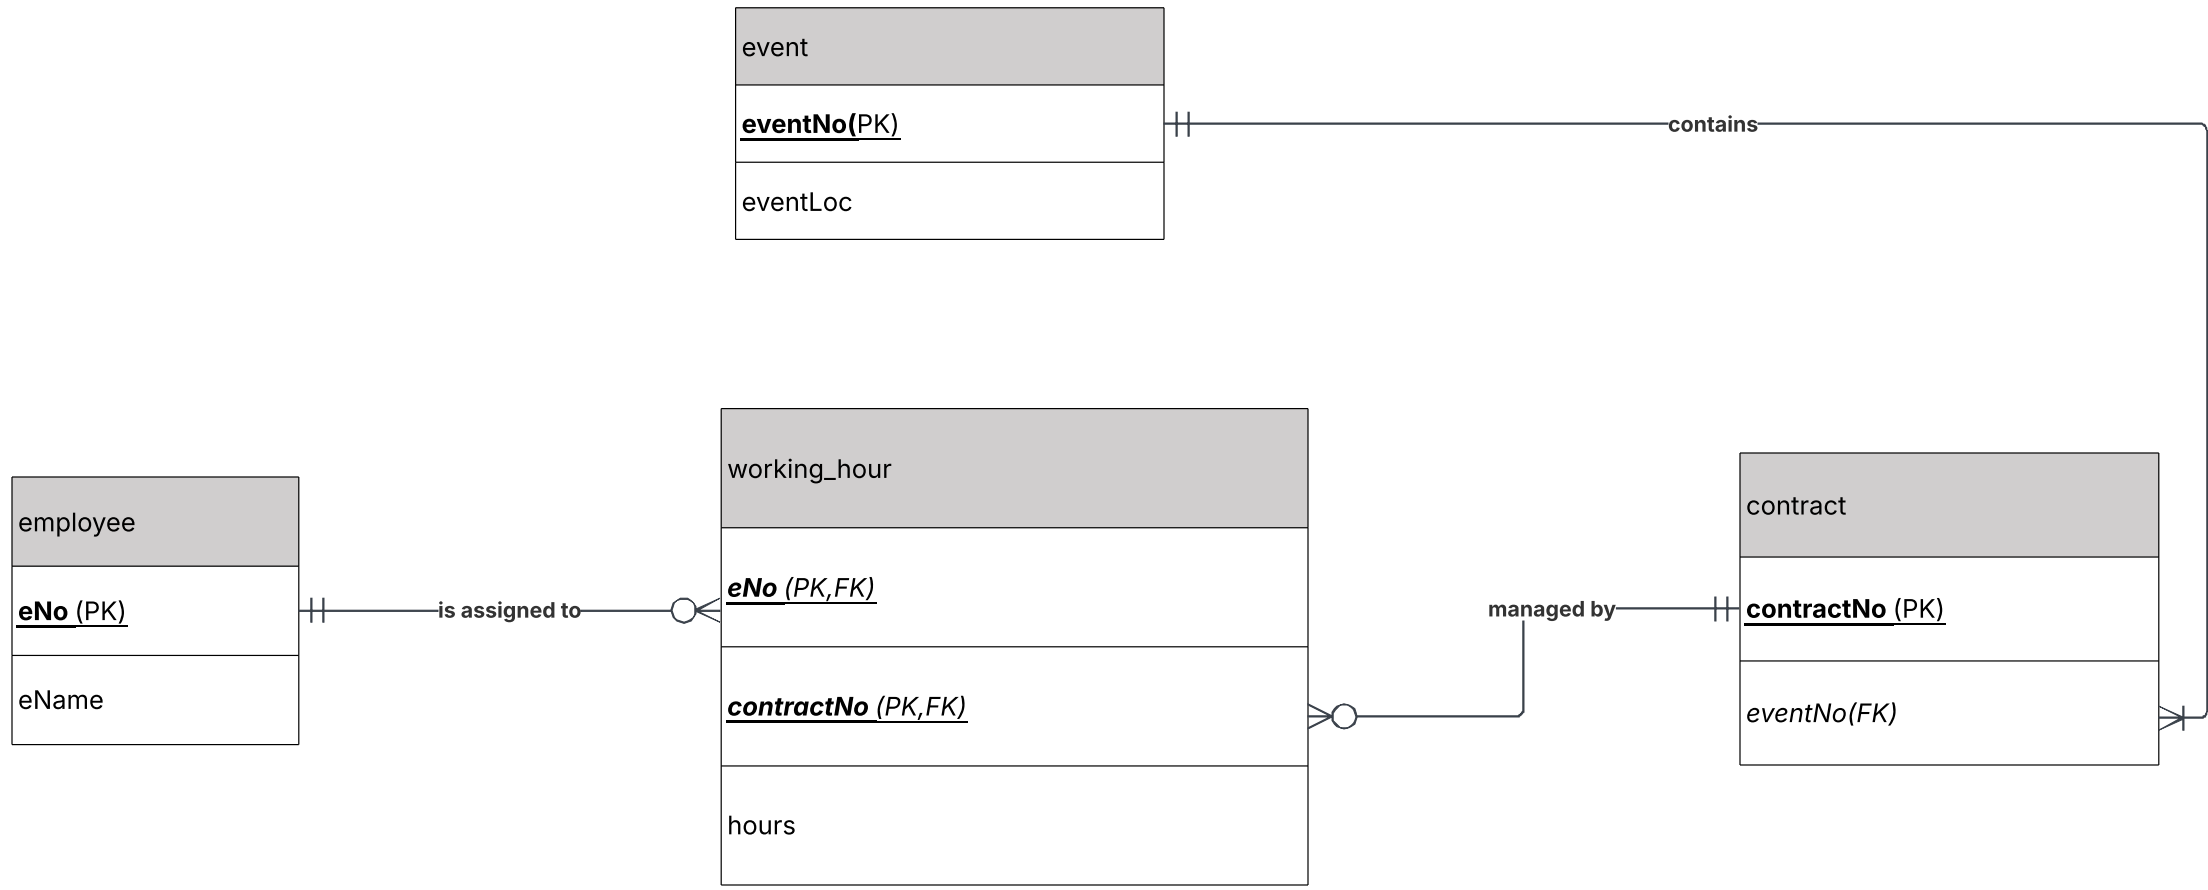 event
eventNo(PK)
contains
eventLoc
employee
eNo (PK)
eName
is assigned to
working_hour
eNo (PK,FK)
contractNo (PK,FK)
hours
managed by
contract
contractNo (PK)
eventNo(FK)